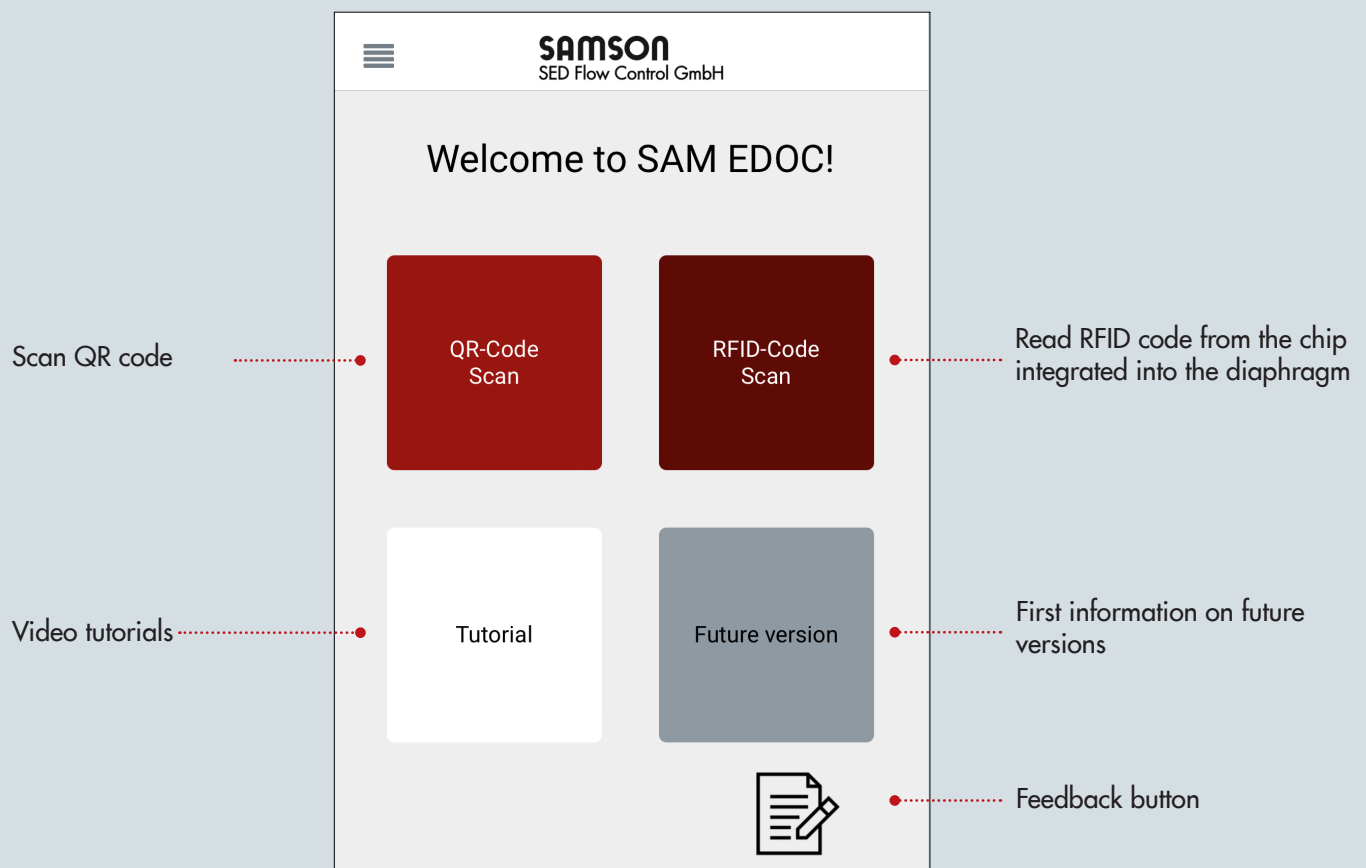 SAMSON
SED Flow Control GmbH
Welcome to SAM EDOC!
Scan QR code
QR-Code
Scan
RFID-Code
Scan
Read RFID code from the chip
integrated into the diaphragm
Video tutorials
Tutorial
Future version
First information on future
versions
Feedback button